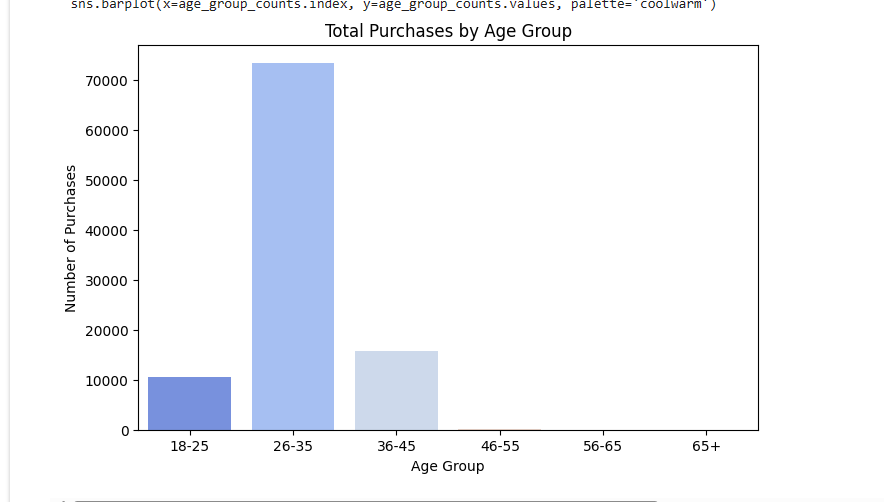 sns.barplot(x=age_group_counts.index, y=age_group_counts.values, palette='coolwarm')
Total Purchases by Age Group
70000
60000
50000
40000
30000
20000
10000
0
Number of Purchases
18-25 26-35 36-45 46-55 56-65 65+
Age Group